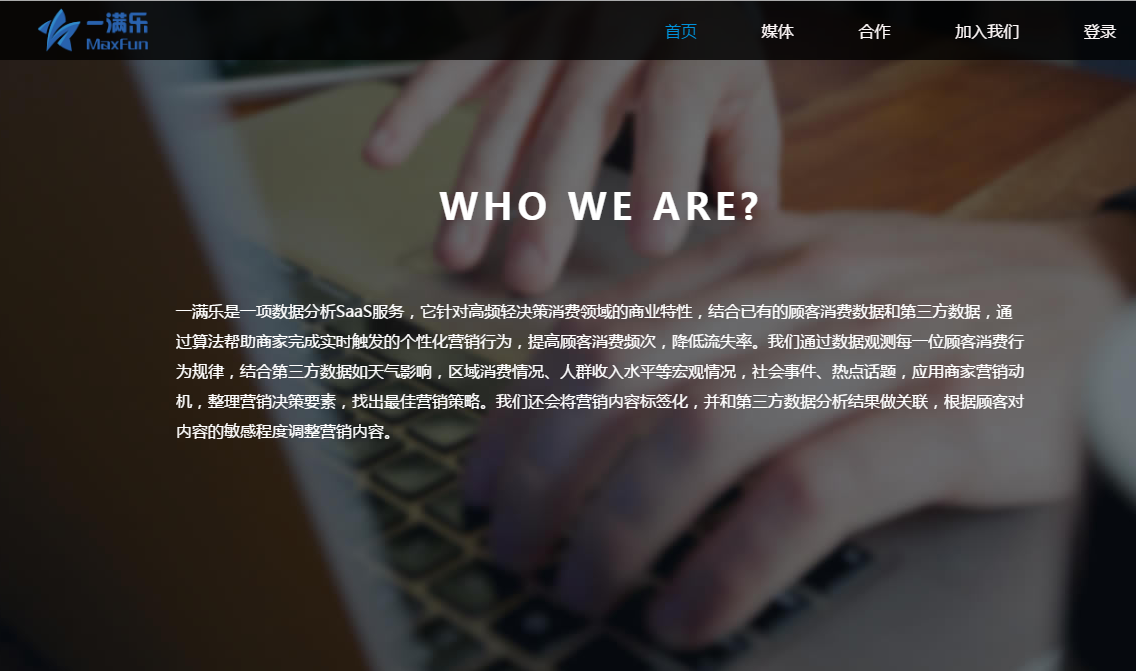 一满乐
MaxFun
首页 媒体 合作 加入我们 登录
WHO WE ARE?
一满乐是一项数据分析SaaS服务，它针对高频轻决策消费领域的商业特性，结合已有的顾客消费数据和第三方数据，通
过算法帮助商家完成实时触发的个性化营销行为，提高顾客消费频次，降低流失率。我们通过数据观测每一位顾客消费行
为规律，结合第三方数据如天气影响，区域消费情况、人群收入水平等宏观情况，社会事件、热点话题，应用商家营销动
机，整理营销决策要素，找出最佳营销策略。我们还会将营销内容标签化，并和第三方数据分析结果做关联，根据顾客对
内容的敏感程度调整营销内容。